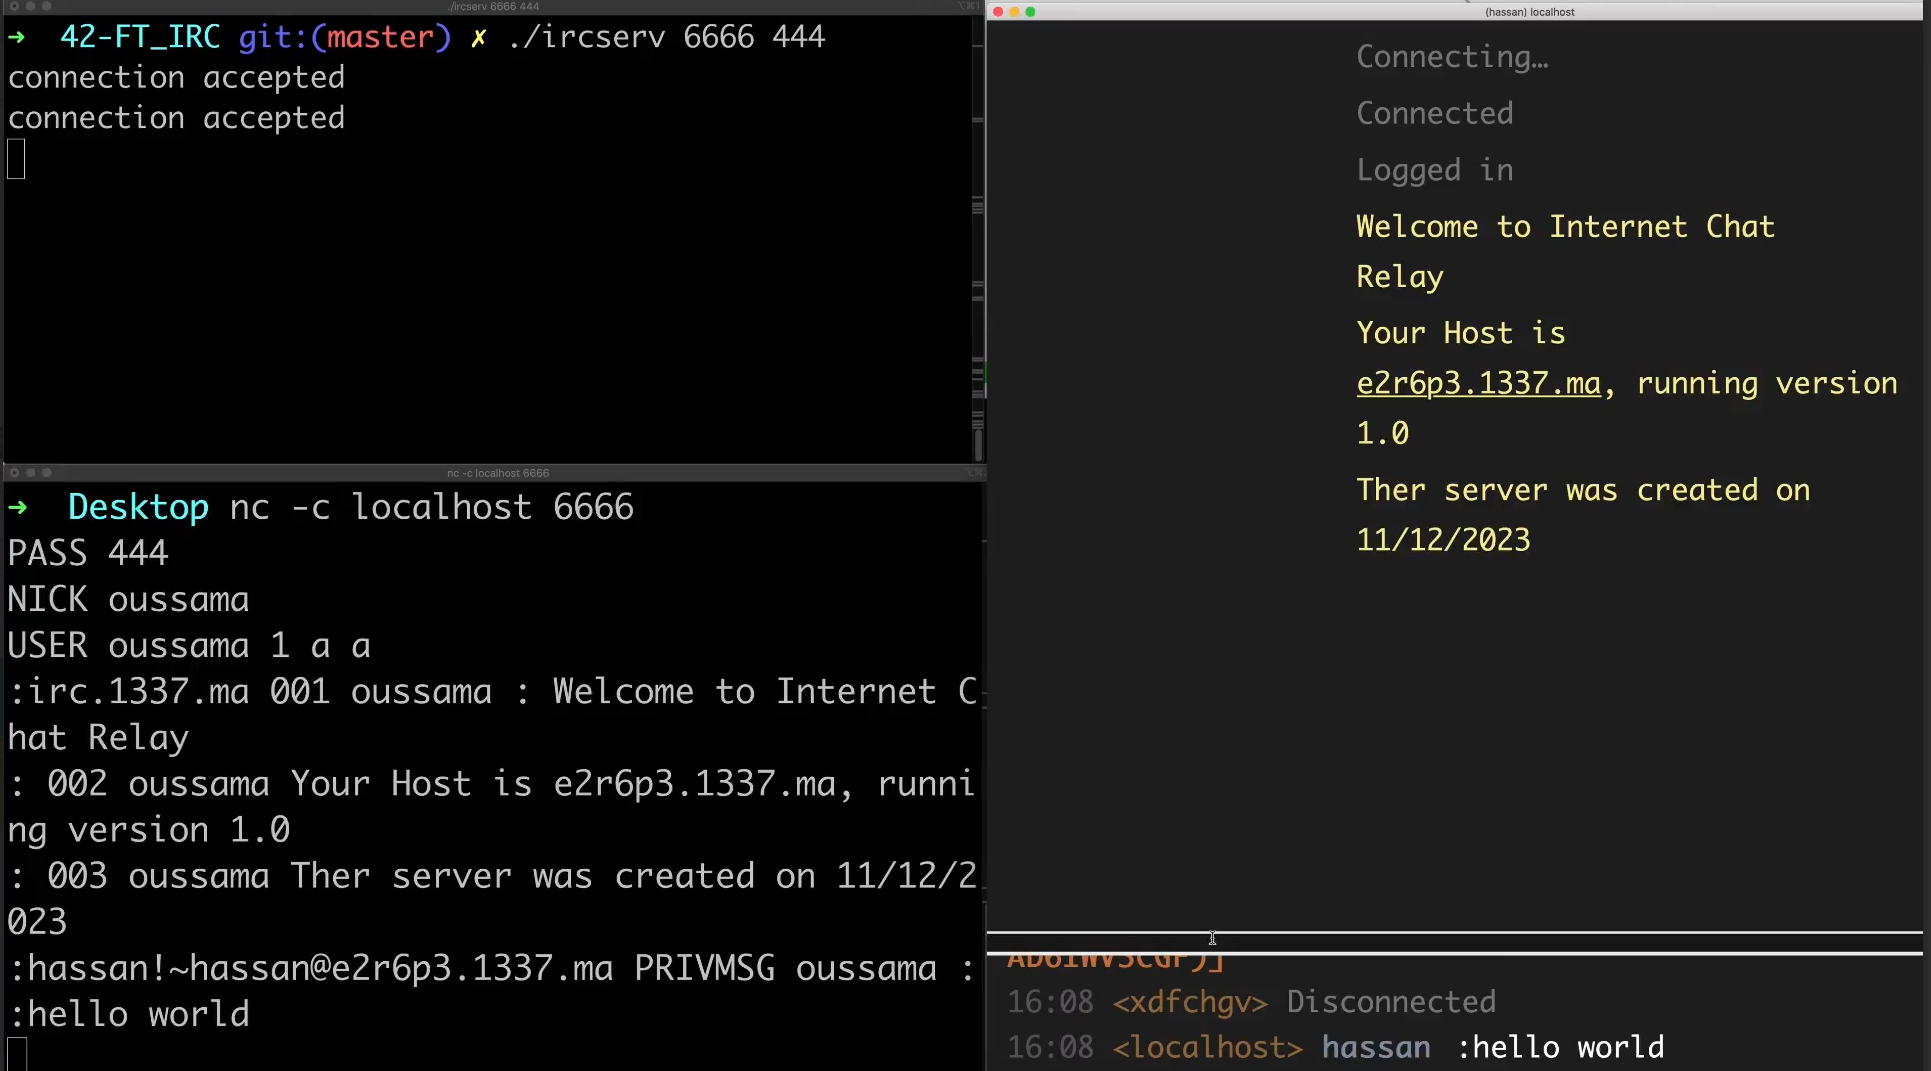 ./ircserv 6666 444
➜ 42-FT_IRC git:(master) ✗ ./ircserv 6666 444
connection accepted
connection accepted
nc -c localhost 6666
➜ Desktop nc -c localhost 6666
PASS 444
NICK oussama
USER oussama 1 a a
:irc.1337.ma 001 oussama : Welcome to Internet C
hat Relay
: 002 oussama Your Host is e2r6p3.1337.ma, runni
ng version 1.0
: 003 oussama Ther server was created on 11/12/2
023
:hassan!~hassan@e2r6p3.1337.ma PRIVMSG oussama :
:hello world
(hassan) localhost
Connecting…
Connected
Logged in
Welcome to Internet Chat
Relay
Your Host is
e2r6p3.1337.ma, running version
1.0
Ther server was created on
11/12/2023
16:08 <xdfchgv> Disconnected
16:08 <localhost> hassan :hello world